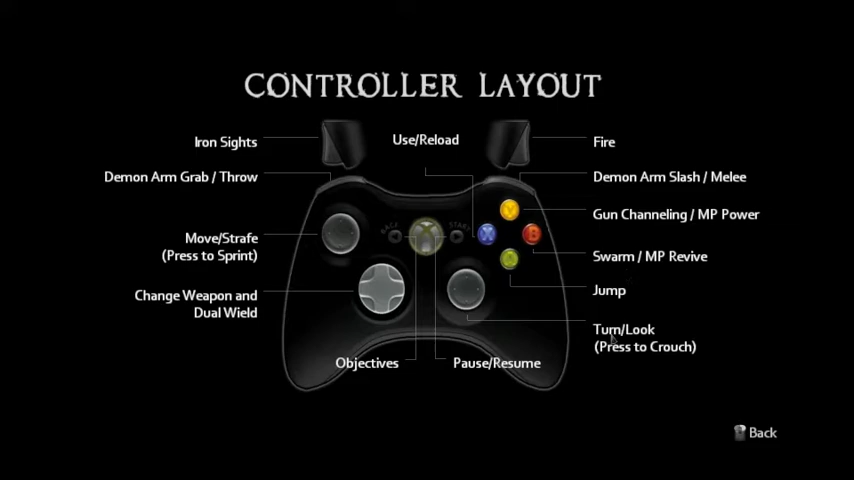 CONTROLLER LAYOUT
Iron Sights
Use/Reload
Fire
Demon Arm Grab / Throw
Demon Arm Slash / Melee
Y
Gun Channeling / MP Power
BACK
START
X
B
Move/Strafe
(Press to Sprint)
Swarm / MP Revive
A
Jump
Change Weapon and
Dual Wield
Turn/Look
(Press to Crouch)
Objectives
Pause/Resume
Back